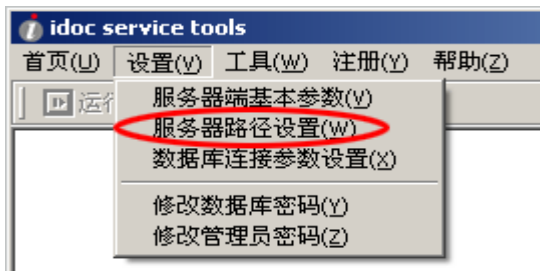 idoc service tools
首页(U) 设置(V) 工具(W) 注册(Y) 帮助(Z)
运行
服务器端基本参数(V)
服务器路径设置(W)
数据库连接参数设置(X)
修改数据库密码(Y)
修改管理员密码(Z)